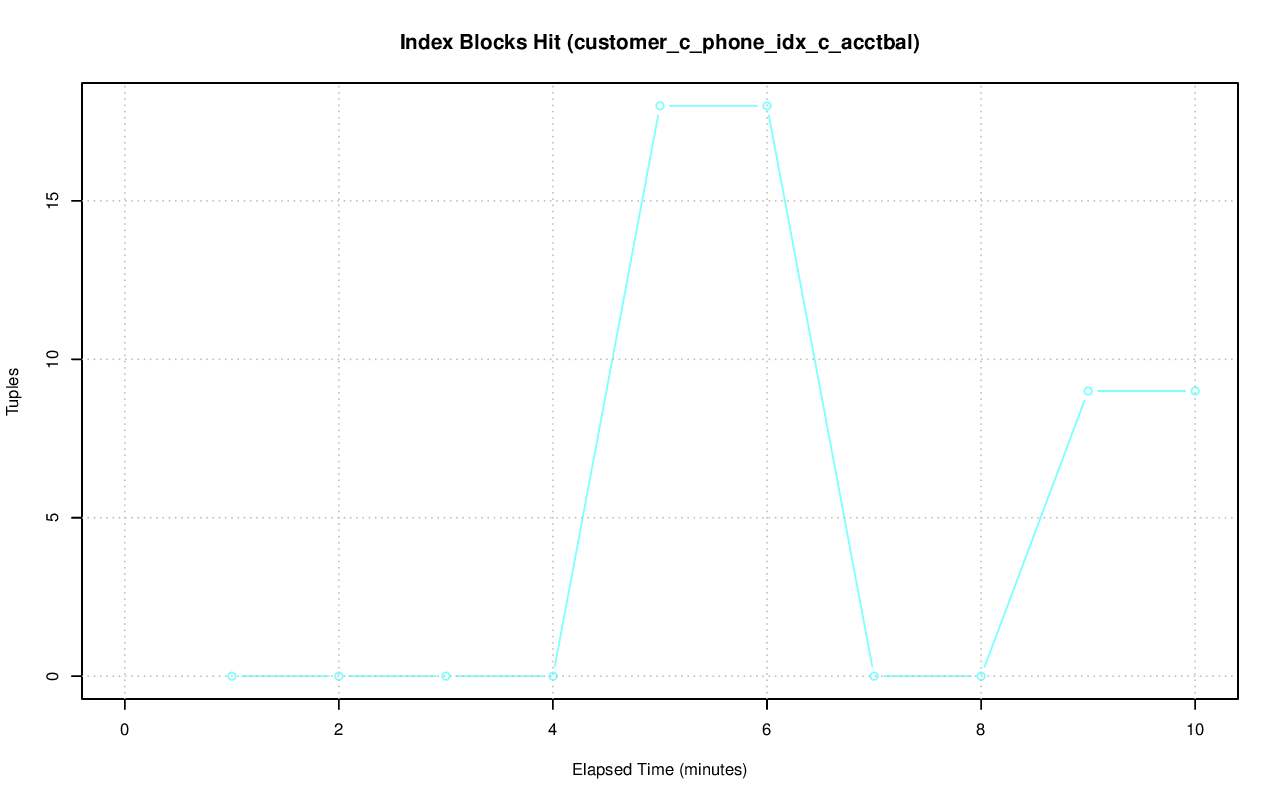 Index Blocks Hit (customer_c_phone_idx_c_acctbal)
Tuples
15
10
5
0
0 2 4 6 8 10
Elapsed Time (minutes)